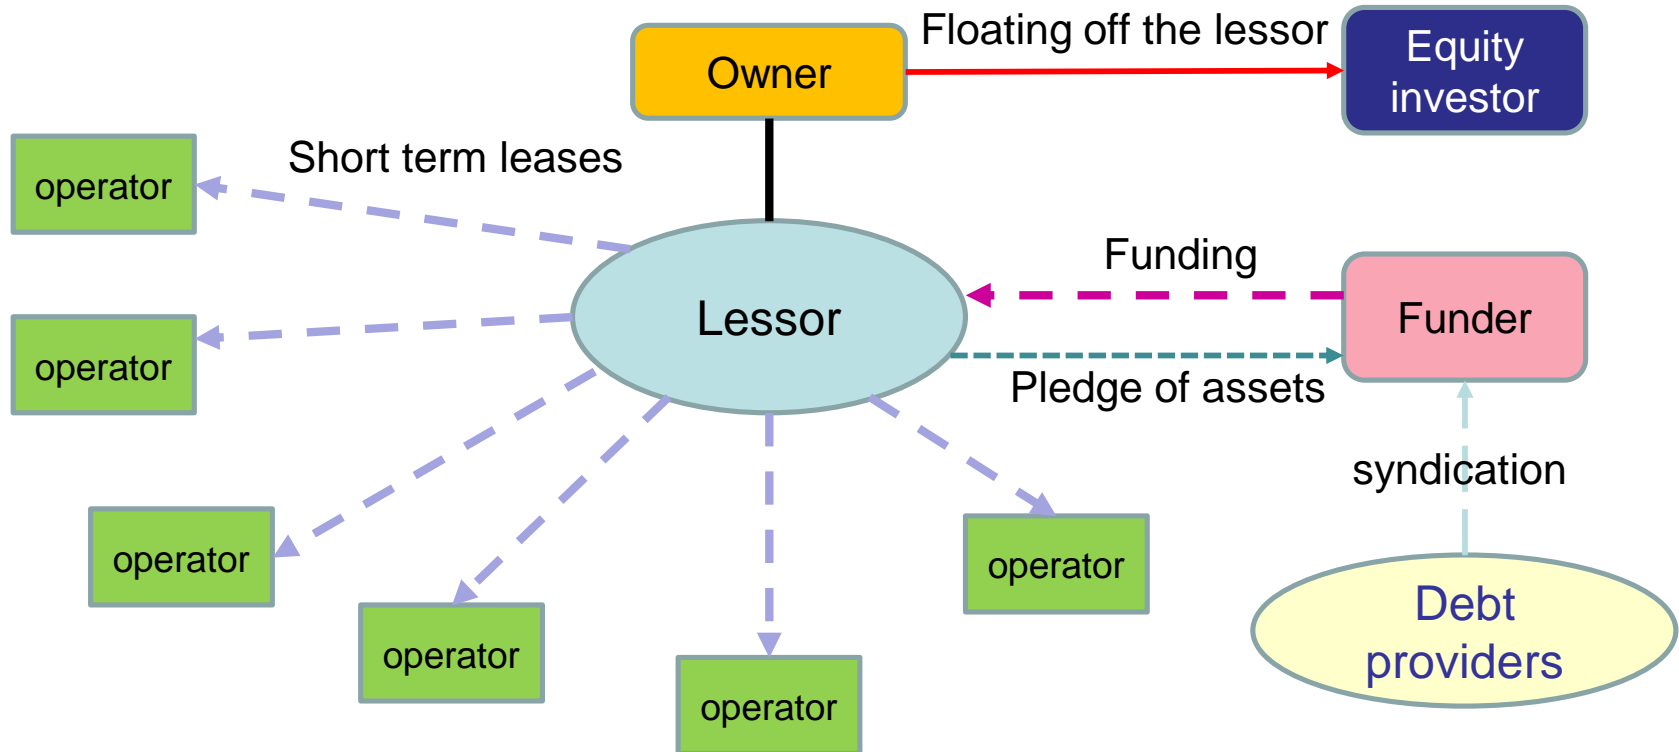 Floating off the lessor
Owner
Equity
investor
Short term leases
operator
Funding
Lessor
Funder
operator
Pledge of assets
syndication
operator
operator
operator
operator
Debt
providers